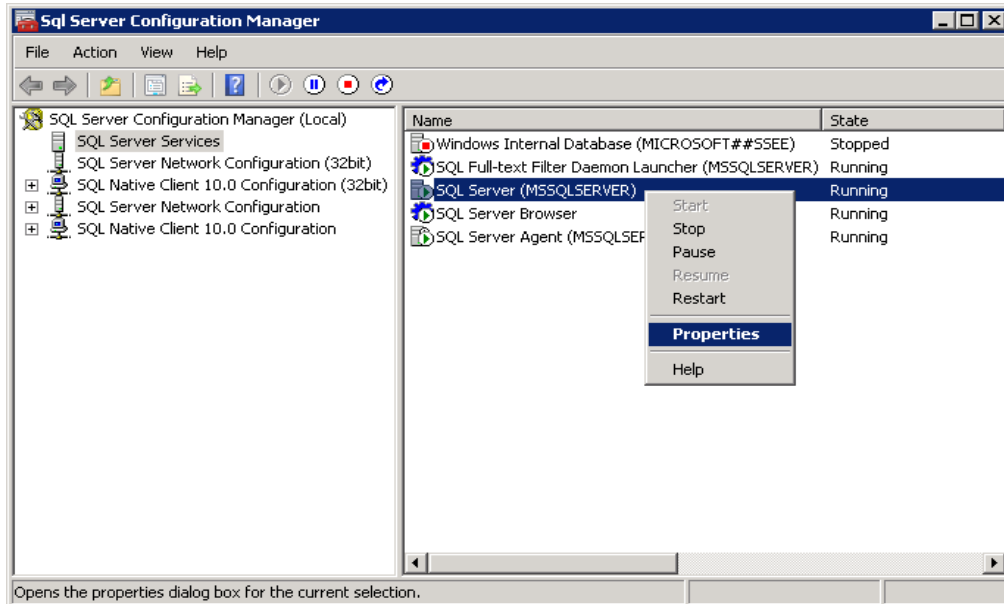 Sql Server Configuration Manager
File Action View Help
SQL Server Configuration Manager (Local)
SQL Server Services
SQL Server Network Configuration (32bit)
SQL Native Client 10.0 Configuration (32bit)
SQL Server Network Configuration
SQL Native Client 10.0 Configuration
Name State
Windows Internal Database (MICROSOFT##SSEE) Stopped
SQL Full-text Filter Daemon Launcher (MSSQLSERVER) Running
SQL Server (MSSQLSERVER) Running
SQL Server Browser Running
SQL Server Agent (MSSQLSER Running
Start
Stop
Pause
Resume
Restart
Properties
Help
Opens the properties dialog box for the current selection.